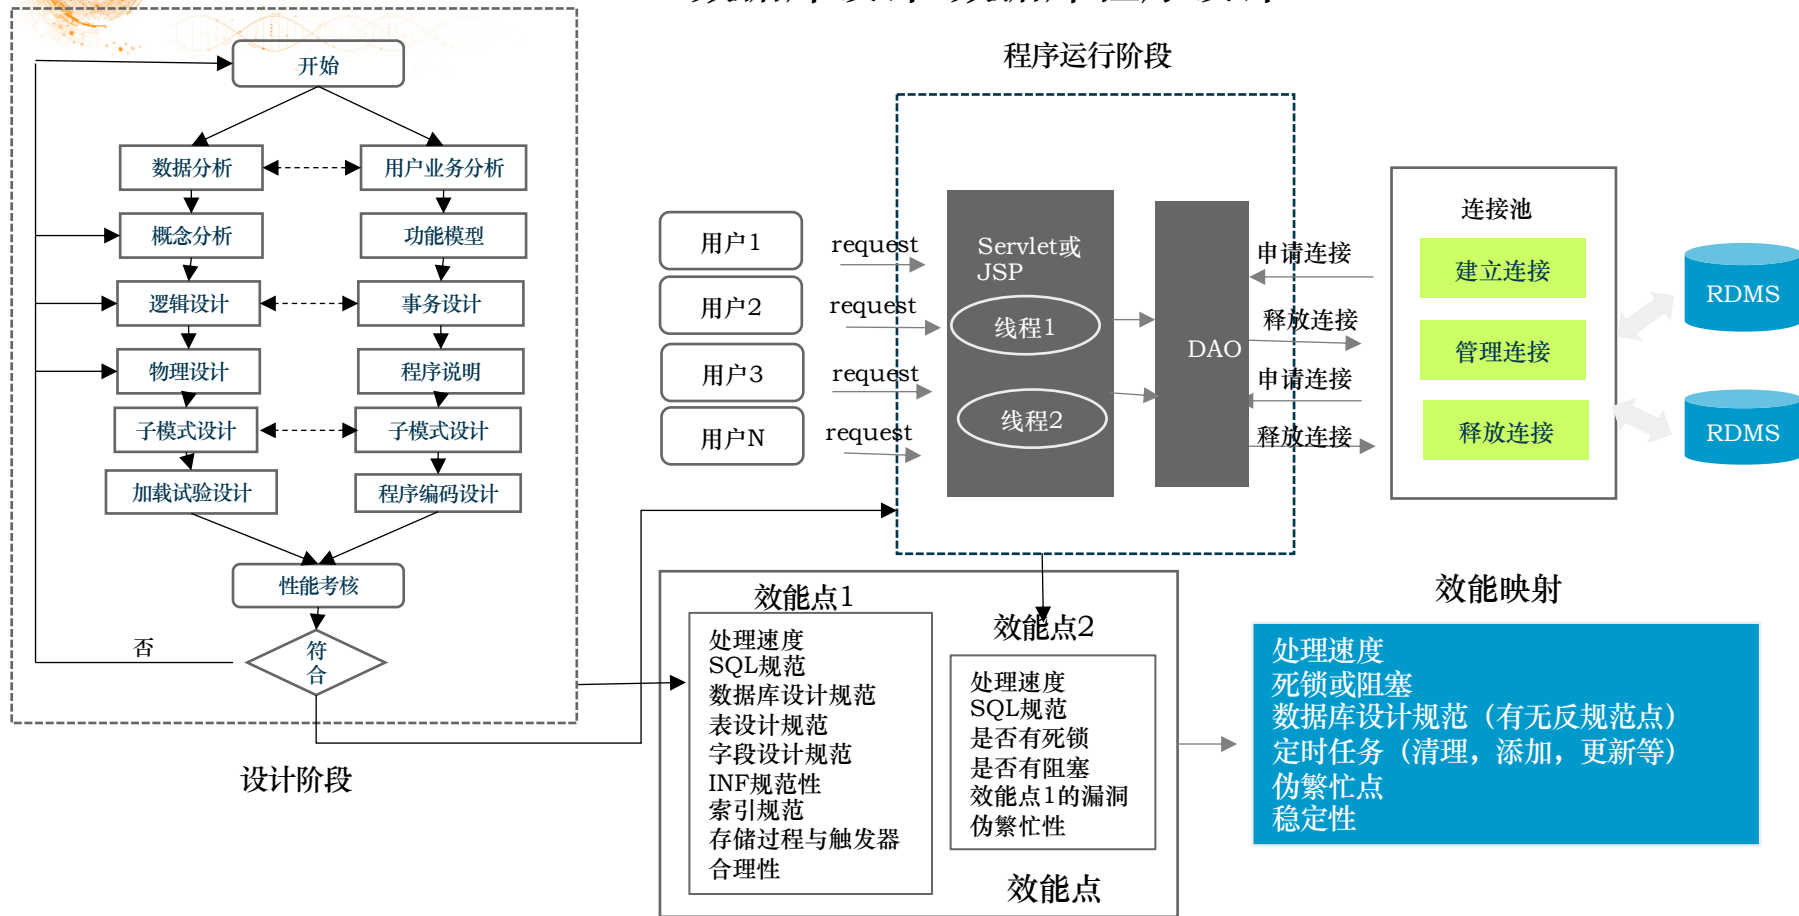 程序运行阶段
开始
数据分析
用户业务分析
概念分析
功能模型
逻辑设计
事务设计
物理设计
程序说明
子模式设计
子模式设计
加载试验设计
程序编码设计
性能考核
符
合
否
设计阶段
用户1
用户2
用户3
用户N
request
request
request
request
Servlet或
JSP
线程1
线程2
DAO
申请连接
释放连接
申请连接
释放连接
连接池
建立连接
管理连接
释放连接
RDMS
RDMS
效能点1
处理速度
SQL规范
数据库设计规范
表设计规范
字段设计规范
INF规范性
索引规范
存储过程与触发器
合理性
效能点2
处理速度
SQL规范
是否有死锁
是否有阻塞
效能点1的漏洞
伪繁忙性
效能点
效能映射
处理速度
死锁或阻塞
数据库设计规范（有无反规范点）
定时任务（清理，添加，更新等）
伪繁忙点
稳定性